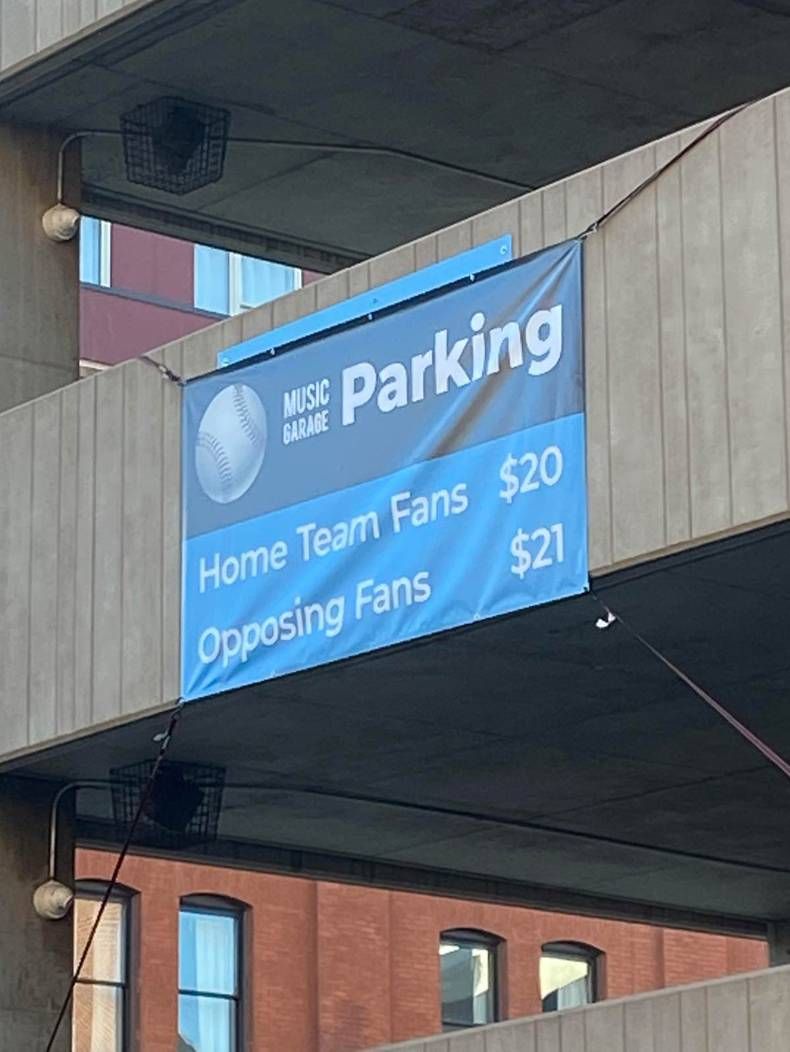 MUSIC
GARAGE
Parking
Home Team Fans $20
Opposing Fans $21